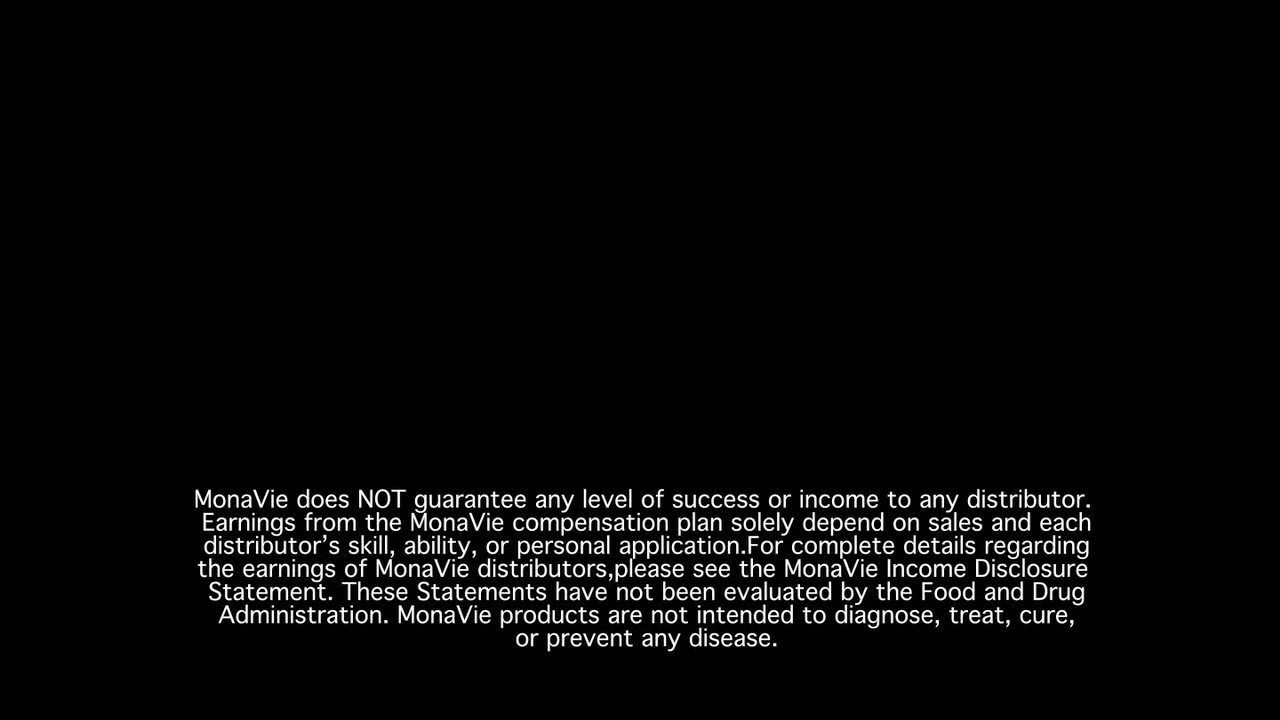 MonaVie does NOT guarantee any level of success or income to any distributor.
Earnings from the MonaVie compensation plan solely depend on sales and each
distributor’s skill, ability, or personal application.For complete details regarding
the earnings of MonaVie distributors,please see the MonaVie Income Disclosure
Statement. These Statements have not been evaluated by the Food and Drug
Administration. MonaVie products are not intended to diagnose, treat, cure,
or prevent any disease.